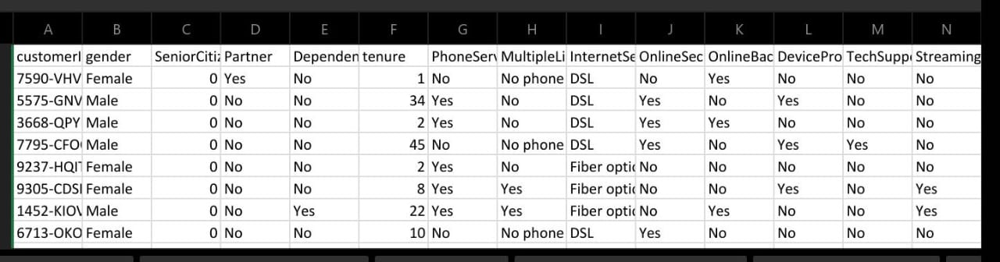 A B C D E F G H I J K L M N
customerI gender SeniorCitiz Partner Dependen tenure PhoneServ MultipleLi InternetSe OnlineSec OnlineBac DevicePro TechSuppo Streaming
7590-VHV Female 0 Yes No 1 No No phone DSL No Yes No No No
5575-GNV Male 0 No No 34 Yes No DSL Yes No Yes No No
3668-QPY Male 0 No No 2 Yes No DSL Yes Yes No No No
7795-CFO Male 0 No No 45 No No phone DSL Yes No Yes Yes No
9237-HQI Female 0 No No 2 Yes No Fiber optic No No No No No
9305-CDS Female 0 No No 8 Yes Yes Fiber optic No No Yes No Yes
1452-KIO Male 0 No Yes 22 Yes Yes Fiber optic No Yes No No Yes
6713-OKO Female 0 No No 10 No No phone DSL Yes No No No No